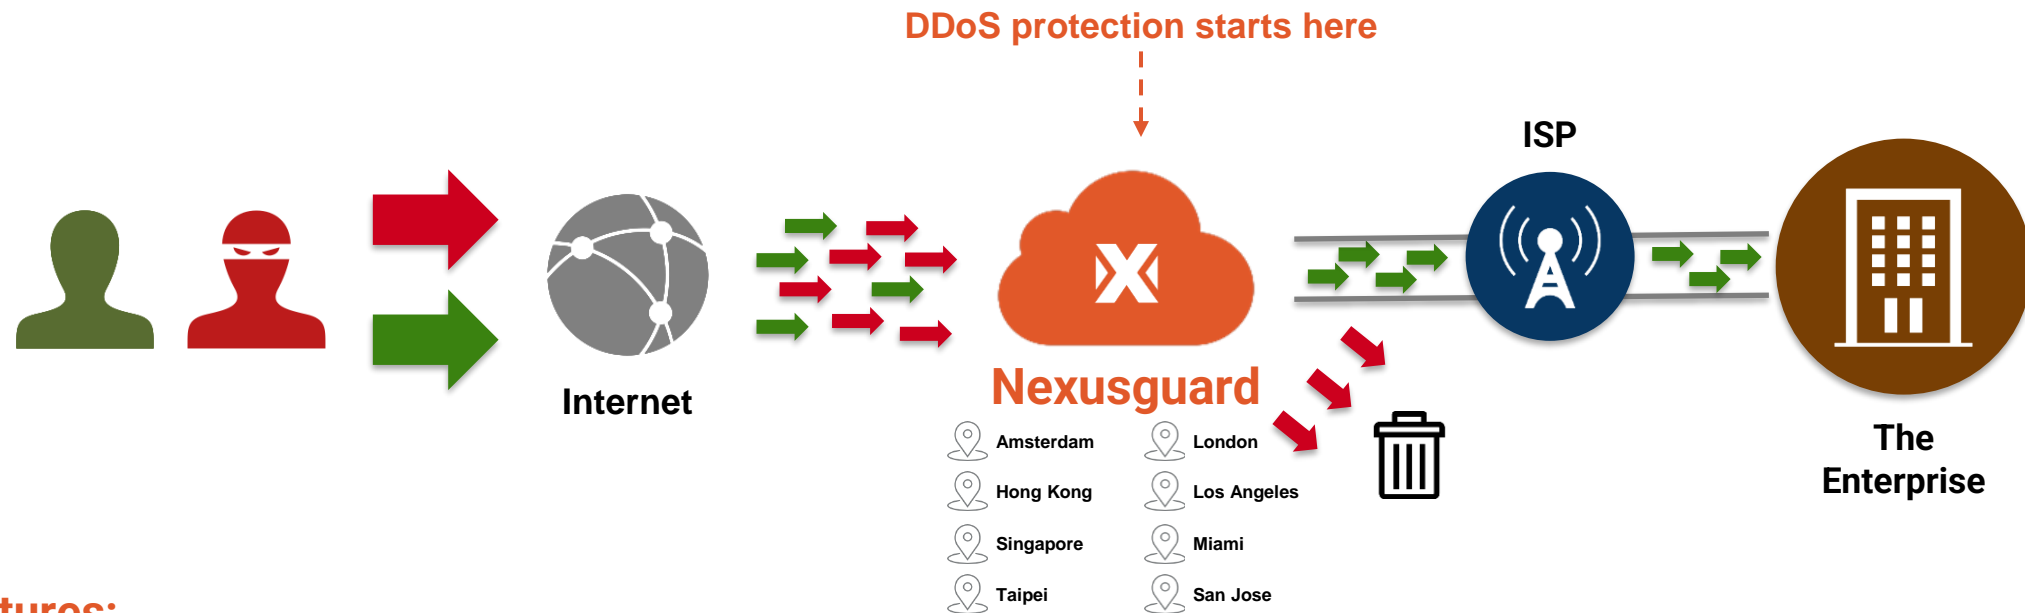 DDoS protection starts here
ISP
Internet
Nexusguard
Amsterdam
London
Hong Kong
Los Angeles
Singapore
Miami
Taipei
San Jose
The
Enterprise